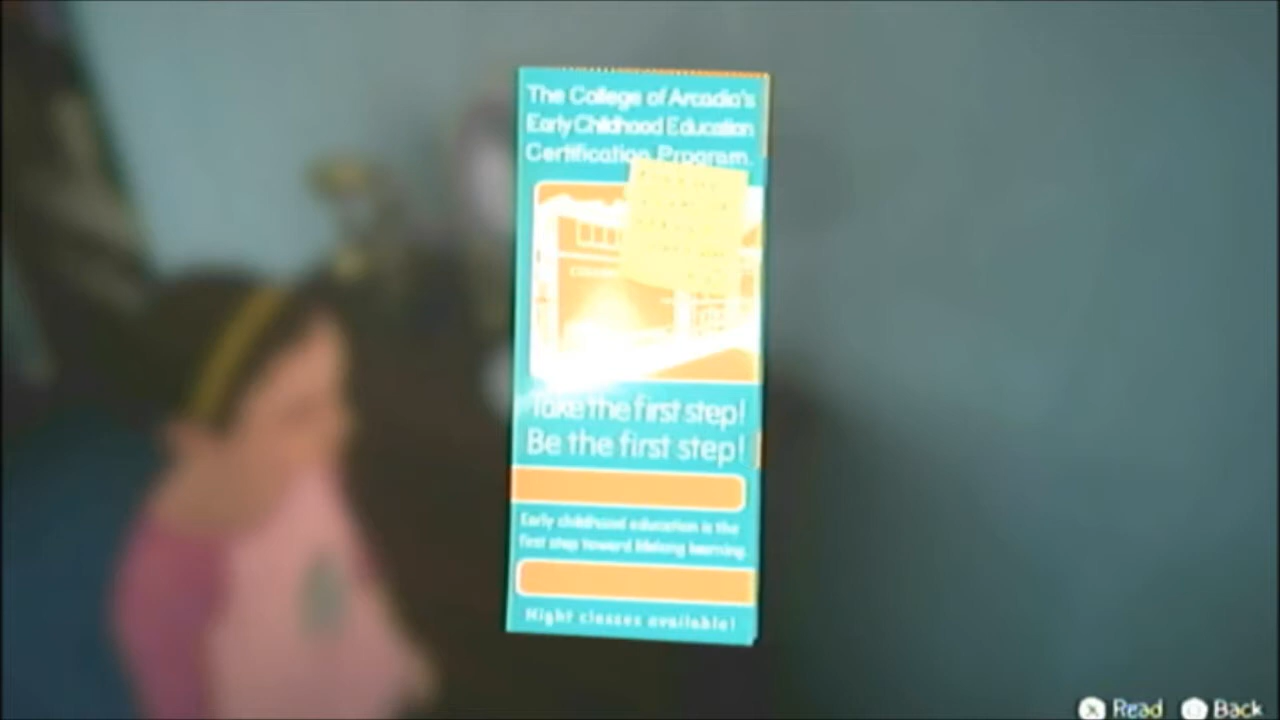 The College of Arcadia's
Early Childhood Education
Certification Program.
Take the first step!
Be the first step!
Early childhood education is the
first step toward lifelong learning.
Night classes available!
Read
Back